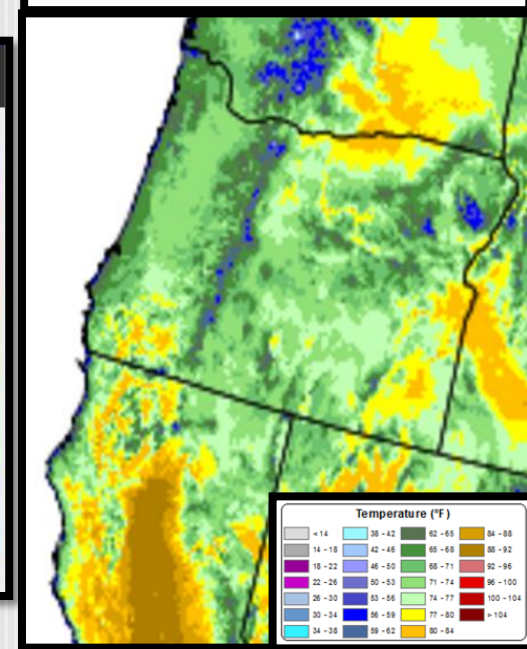 Temperature (°F)
< 14 38 - 42 62 - 65 84 - 88
14 - 18 42 - 46 65 - 68 88 - 92
18 - 22 46 - 50 68 - 71 92 - 96
22 - 26 50 - 53 71 - 74 96 - 100
26 - 30 53 - 56 74 - 77 100 - 104
30 - 34 56 - 59 77 - 80 > 104
34 - 38 59 - 62 80 - 84